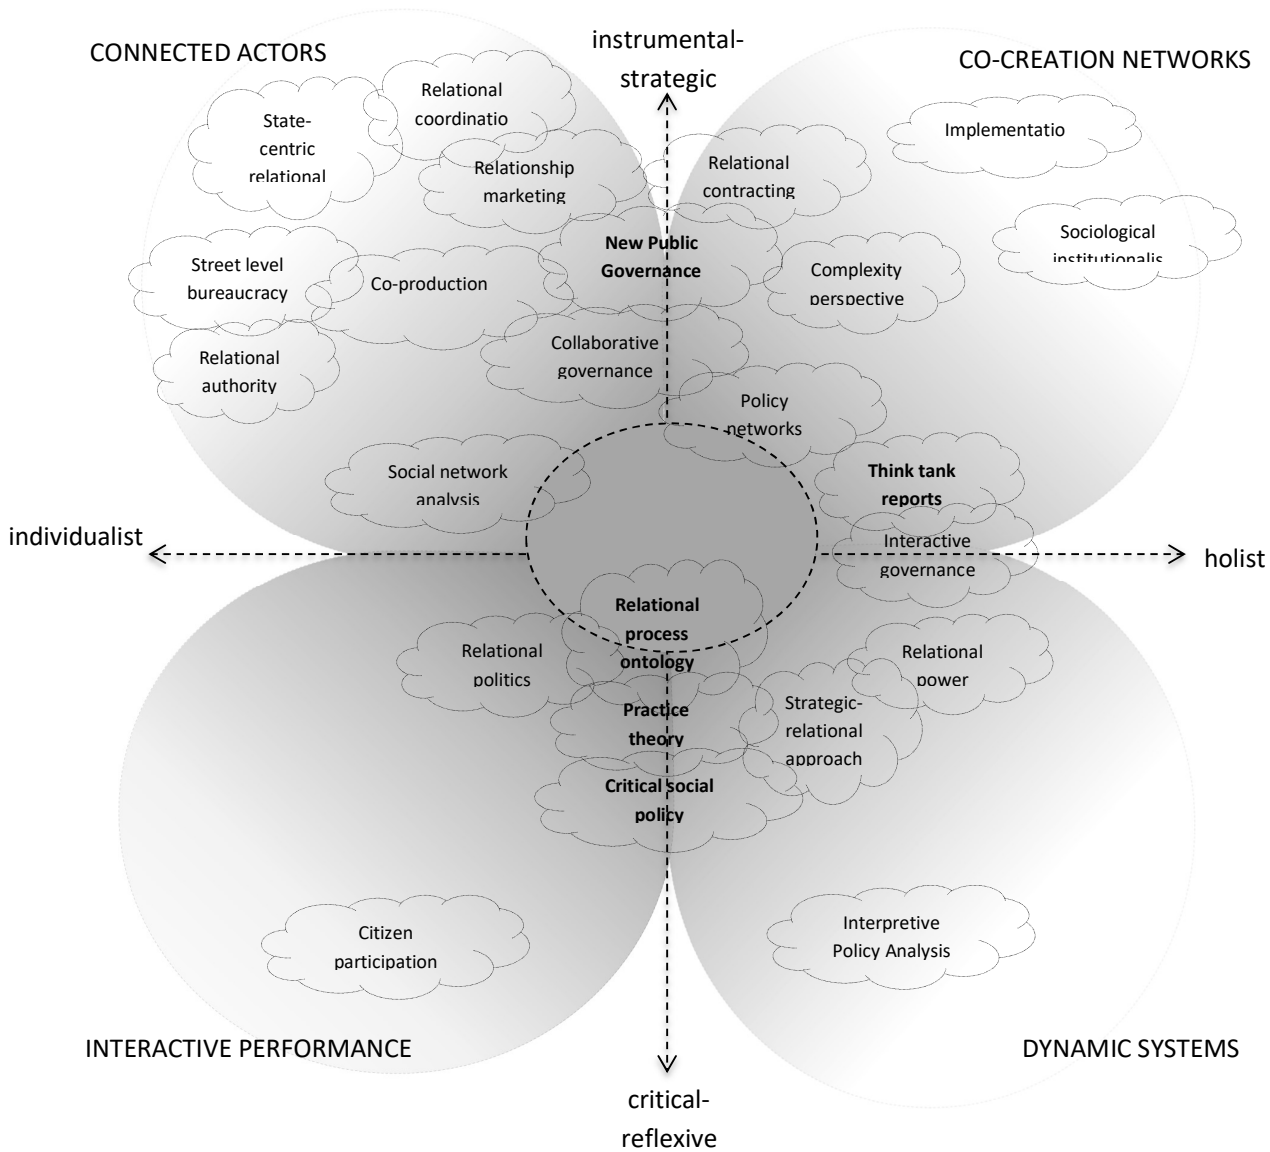 CONNECTED ACTORS
instrumental-
strategic
CO-CREATION NETWORKS
State-
centric
relational
Relational
coordinatio
Relationship
marketing
Relational
contracting
Implementatio
Sociological
institutionalis
Street level
bureaucracy
Co-production
New Public
Governance
Complexity
perspective
Relational
authority
Collaborative
governance
Policy
networks
Social network
analysis
Think tank
reports
individualist
Interactive
governance
holist
Relational
process
ontology
Relational
politics
Relational
power
Practice
theory
Strategic-
relational
approach
Critical social
policy
Citizen
participation
Interpretive
Policy Analysis
INTERACTIVE PERFORMANCE
DYNAMIC SYSTEMS
critical-
reflexive